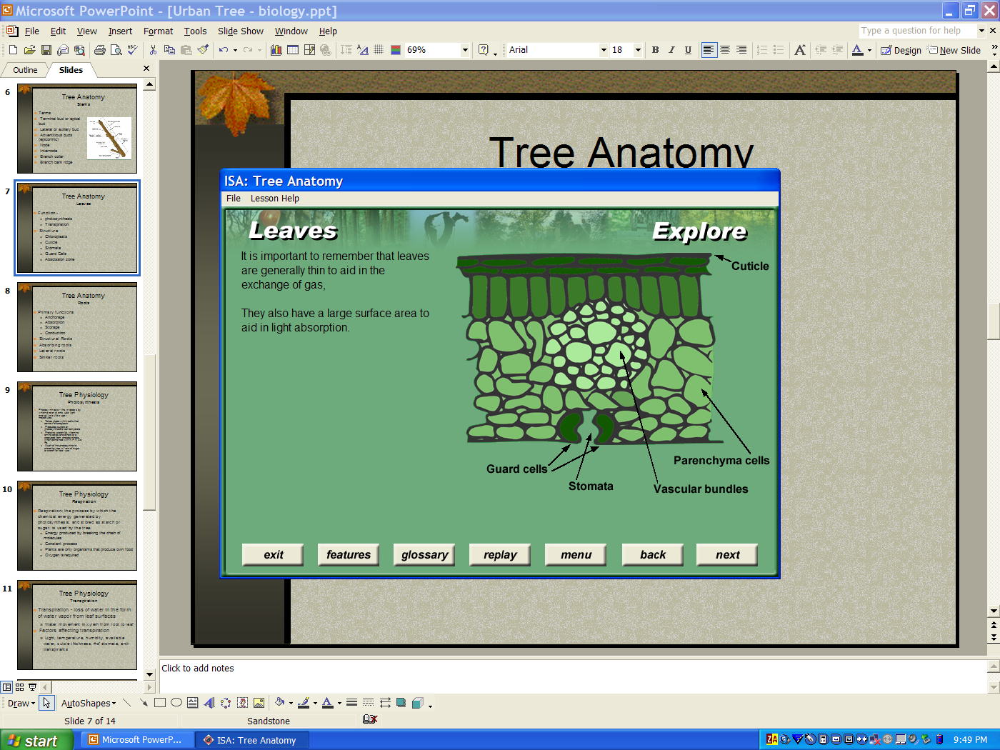 Microsoft PowerPoint - [Urban Tree - biology.ppt]
File Edit View Insert Format Tools Slide Show Window Help
Type a question for help
69%
Arial
18
B I U
Design
New Slide
Outline
Slides
6
Tree Anatomy
Stems
Terms
Terminal bud or apical
bud
Lateral or axillary bud
Adventitious buds
(epicormic)
Node
Internode
Branch collar
Branch bark ridge
7
Tree Anatomy
Leaves
Function -
photosynthesis
Transpiration
Structure
Chloroplasts
Cuticle
Stomata
Guard Cells
Abscission zone
8
Tree Anatomy
Roots
Primary functions
Anchorage
Absorption
Storage
Conduction
Structural Roots
Absorbing roots
Lateral roots
Sinker roots
9
Tree Physiology
Photosynthesis
10
Tree Physiology
Respiration
Respiration- the process by which the
chemical energy generated by
photosynthesis, and stored as starch or
sugar, is used by the tree.
Energy produced by breaking the chain of
molecules
Constant process
Plants are only organisms that produce own food
Oxygen is required
11
Tree Physiology
Transpiration
Transpiration - loss of water in the form
of water vapor from leaf surfaces
Water movement in xylem from root to leaf
Factors affecting transpiration
Light, temperature, humidity, available
water, cuticle thickness, #of stomata, anti-
transpirants
Tree Anatomy
ISA: Tree Anatomy
File Lesson Help
Leaves
Explore
It is important to remember that leaves
are generally thin to aid in the
exchange of gas,
They also have a large surface area to
aid in light absorption.
Cuticle
Parenchyma cells
Guard cells
Stomata
Vascular bundles
exit
features
glossary
replay
menu
back
next
Click to add notes
Draw
AutoShapes
Slide 7 of 14
Sandstone
start
Microsoft PowerP...
ISA: Tree Anatomy
ZA
9:49 PM